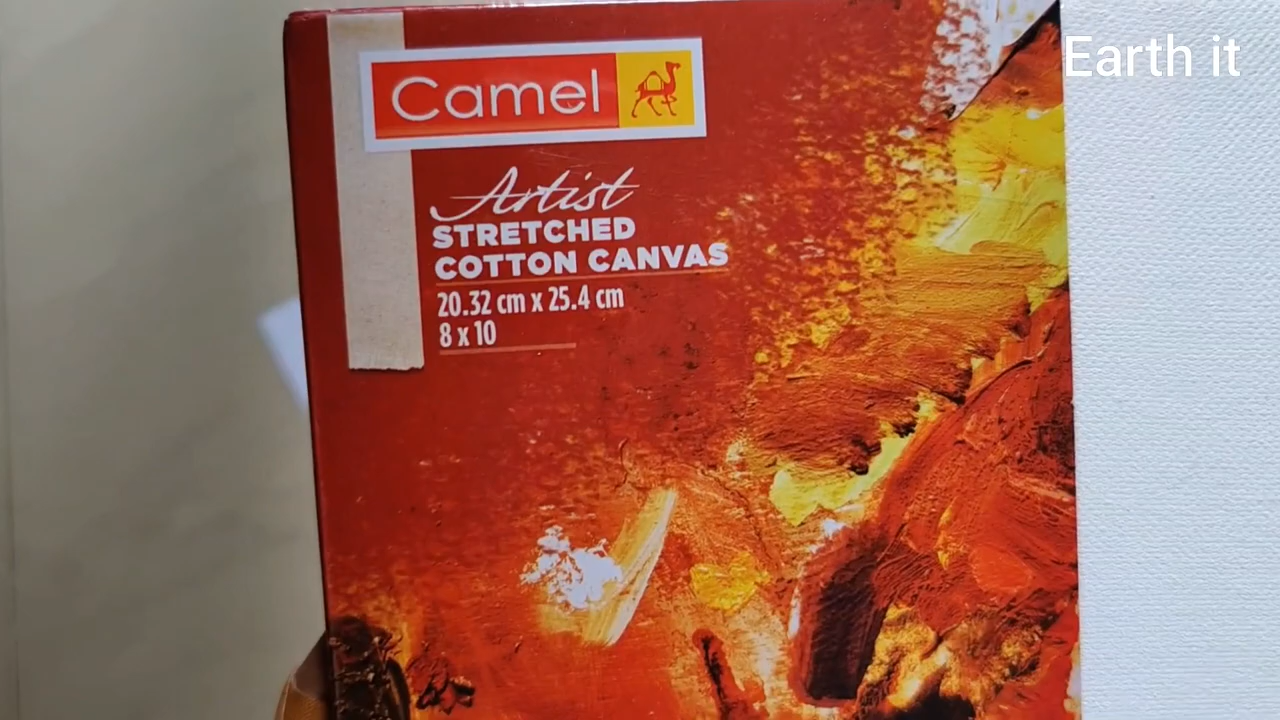 Earth it
Camel
Artist
STRETCHED
COTTON CANVAS
20.32 cm x 25.4 cm
8 x 10